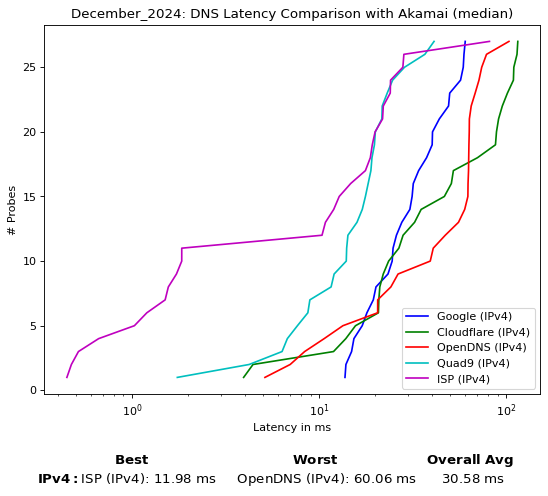 December_2024: DNS Latency Comparison with Akamai (median)
25
20
15
10
5
0
# Probes
10⁰
10¹
10²
Latency in ms
Google (IPv4)
Cloudflare (IPv4)
OpenDNS (IPv4)
Quad9 (IPv4)
ISP (IPv4)
Best Worst Overall Avg
IPv4: ISP (IPv4): 11.98 ms OpenDNS (IPv4): 60.06 ms 30.58 ms